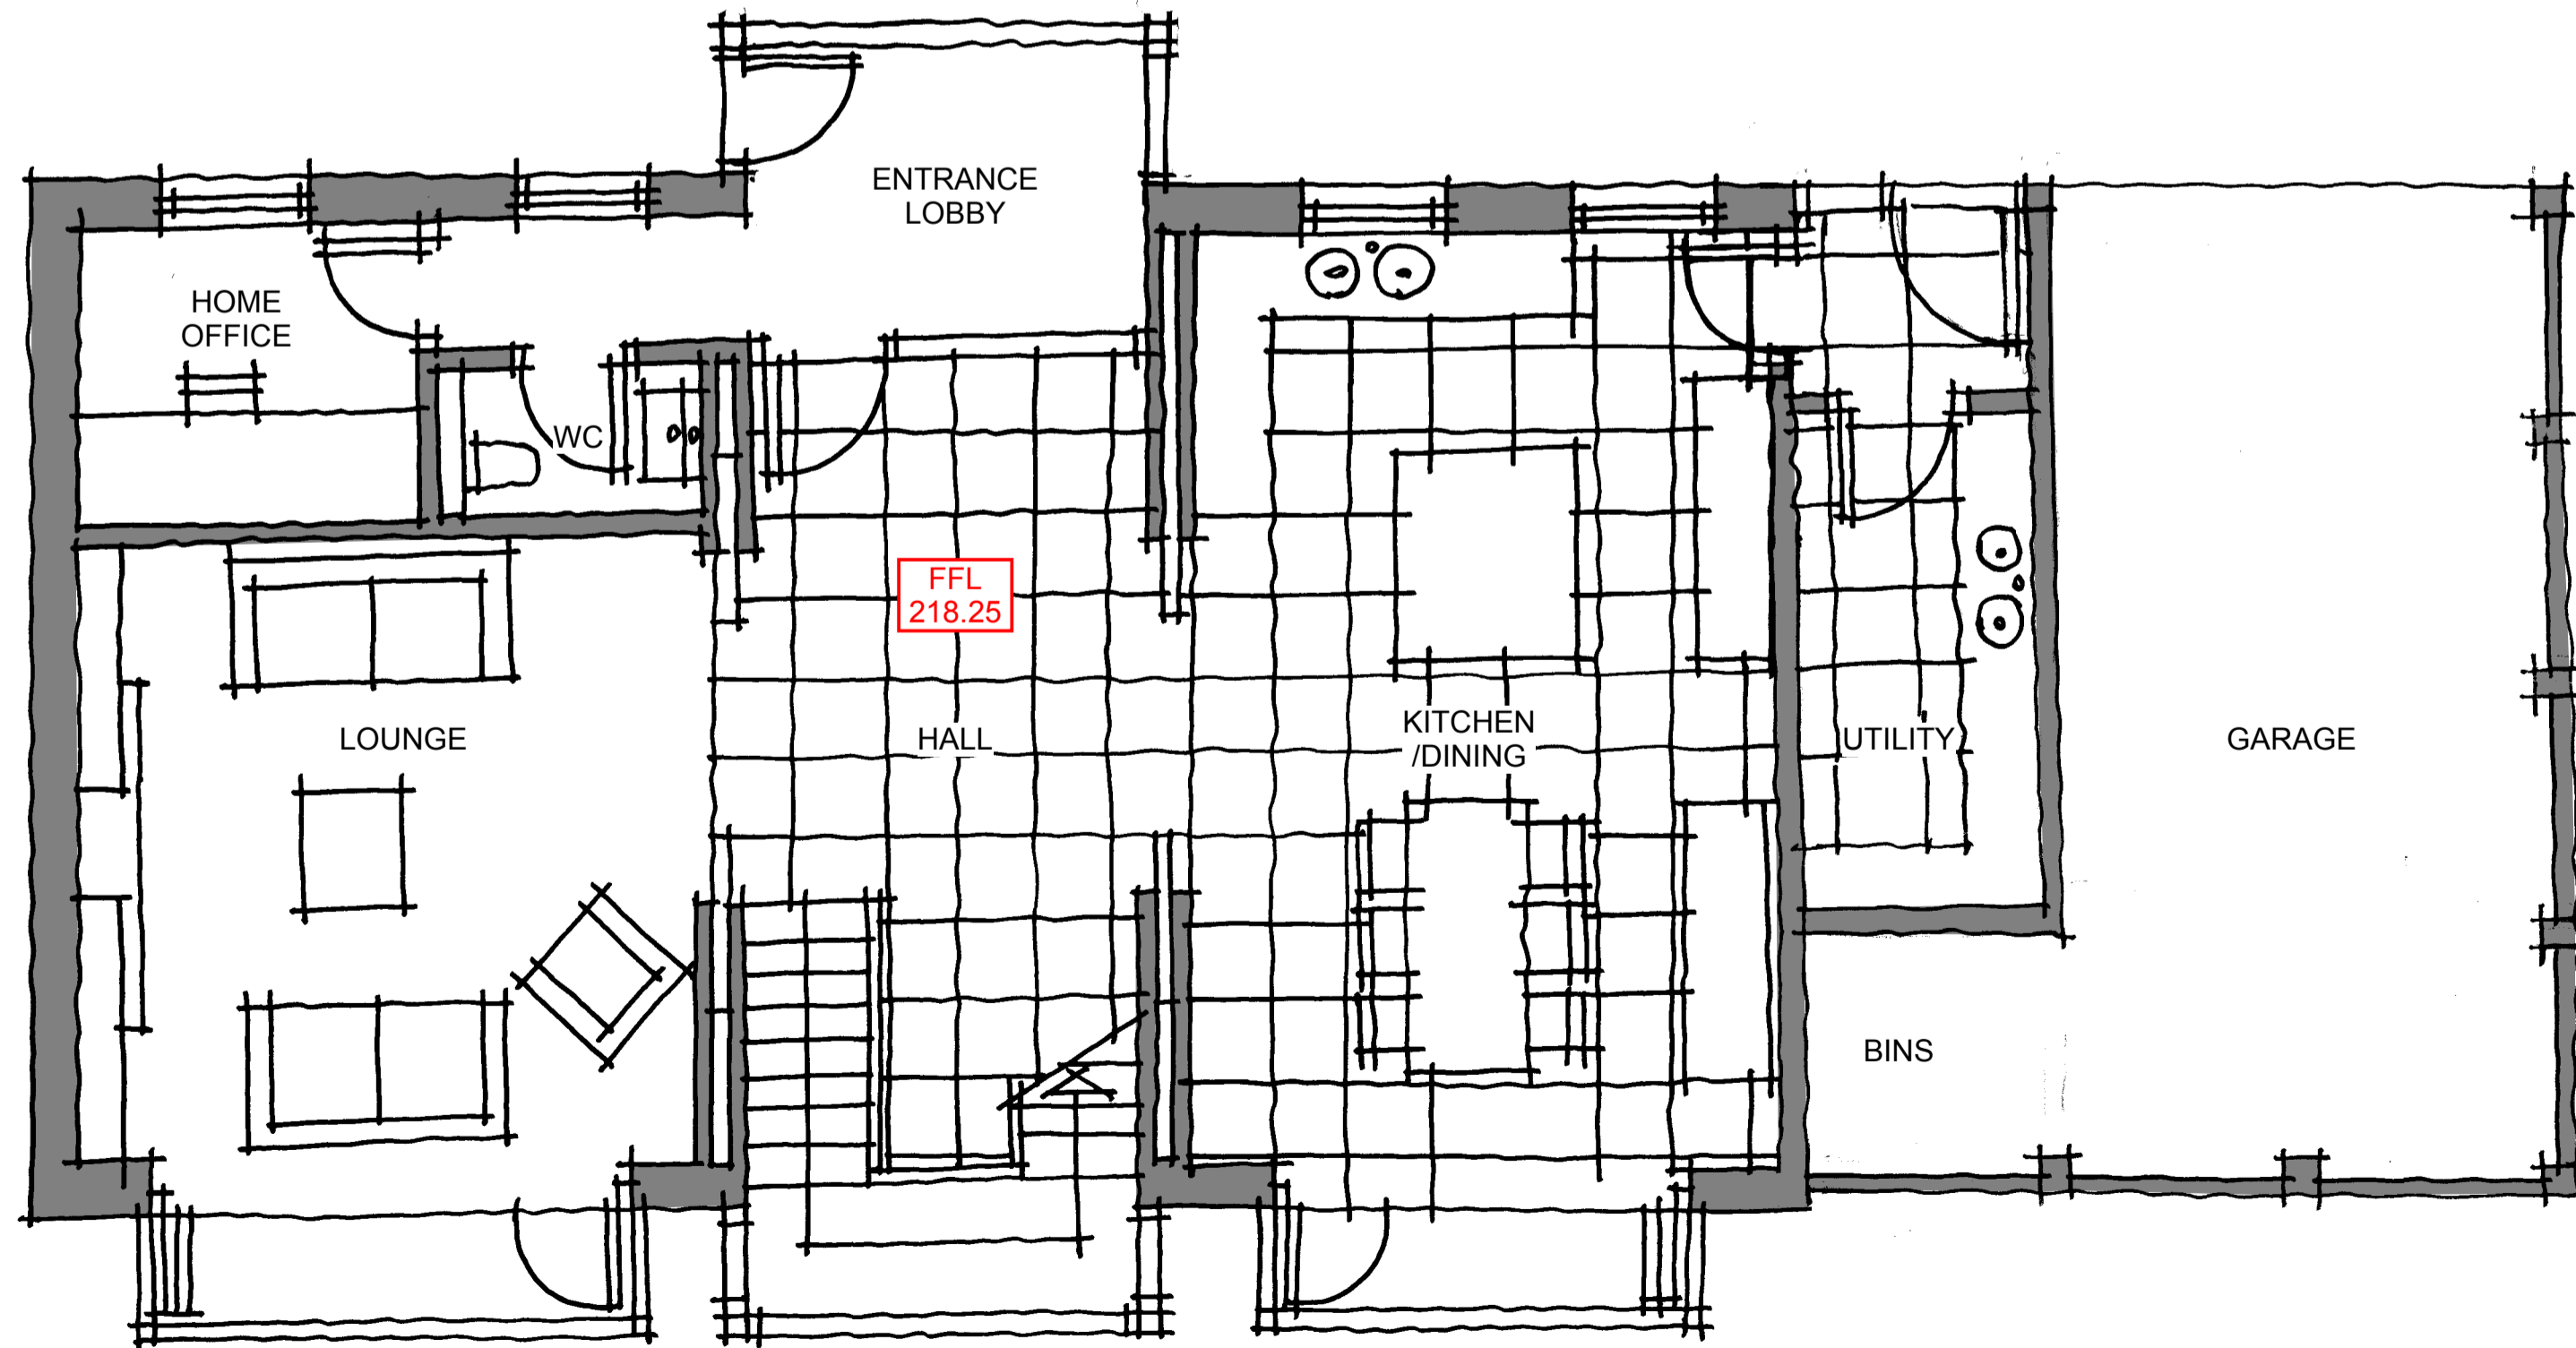 ENTRANCE
LOBBY
HOME
OFFICE
WC
FFL
218.25
LOUNGE
HALL
KITCHEN
/DINING
UTILITY
GARAGE
BINS